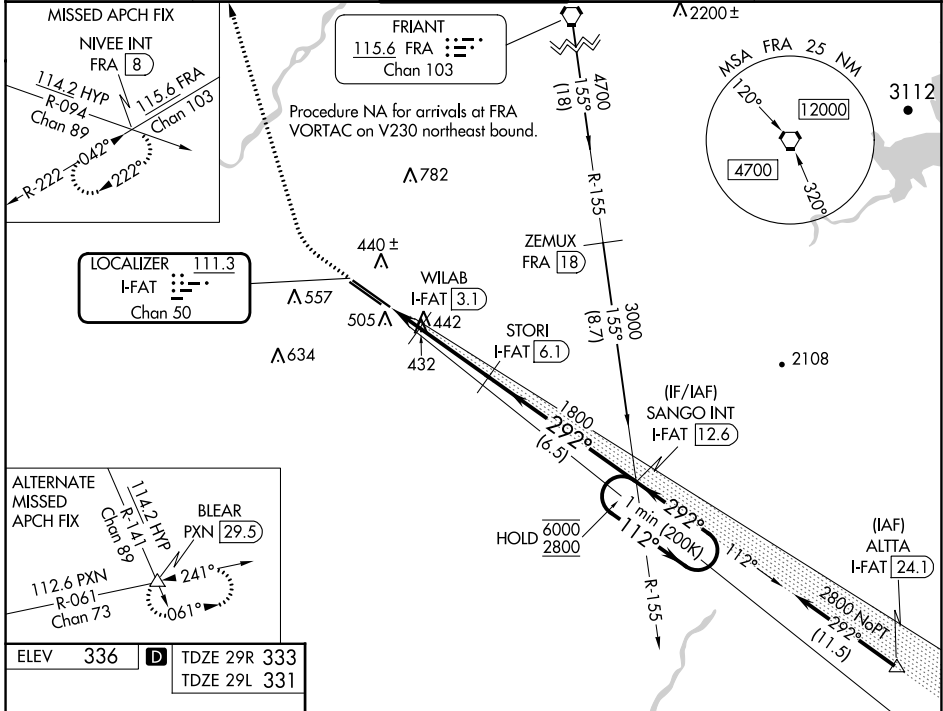 MISSED APCH FIX
NIVEE INT
FRA 8
114.2 HYP
R-094
Chan 89
115.6 FRA
Chan 103
R-222
042°
222°
FRIANT
115.6 FRA
Chan 103
Procedure NA for arrivals at FRA
VORTAC on V230 northeast bound.
4700
155°
(18)
R-155
2200 ±
MSA FRA 25 NM
120°
12000
4700
320°
3112
782
ZEMUX
FRA 18
440 ±
LOCALIZER 111.3
I-FAT
Chan 50
557
505
442
WILAB
I-FAT 3.1
432
634
STORI
I-FAT 6.1
3000
155°
(8.7)
2108
(IF/IAF)
SANGO INT
I-FAT 12.6
1800
292°
(6.5)
HOLD 6000
2800
1 min (200K)
292°
112°
112°
R-155
(IAF)
ALTTA
I-FAT 24.1
2800 NoPT
292°
(11.5)
ALTERNATE
MISSED
APCH FIX
114.2 HYP
R-141
Chan 89
BLEAR
PXN 29.5
112.6 PXN
R-061
Chan 73
241°
061°
ELEV 336 D TDZE 29R 333
TDZE 29L 331